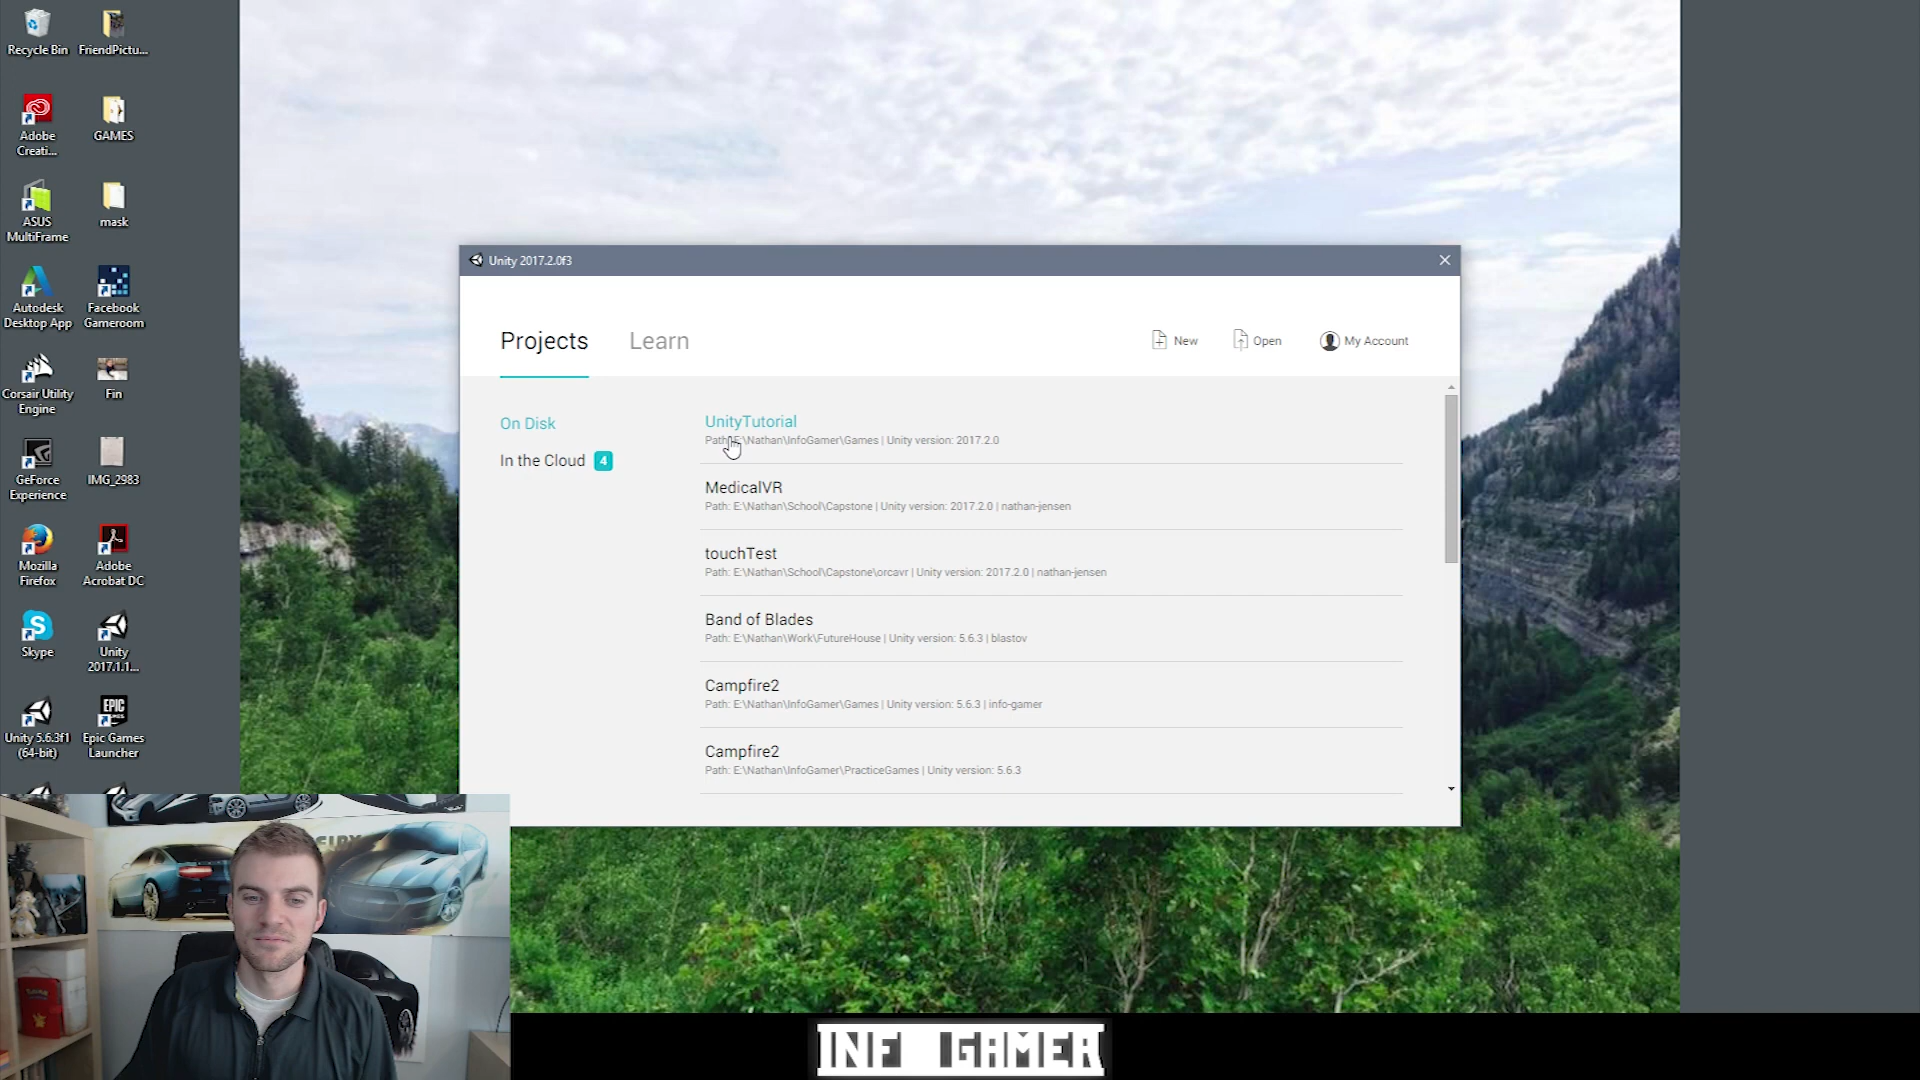 Recycle Bin
FriendPictu...
Adobe
Creati...
GAMES
ASUS
MultiFrame
mask
Autodesk
Desktop App
Facebook
Gameroom
Corsair Utility
Engine
Fin
GeForce
Experience
IMG_2983
Mozilla
Firefox
Adobe
Acrobat DC
Skype
Unity
2017.1.1...
Unity 5.6.3f1
(64-bit)
EPIC
Epic Games
Launcher
Unity 2017.2.0f3
Projects
Learn
New
Open
My Account
On Disk
In the Cloud 4
UnityTutorial
Path: E:\Nathan\InfoGamer\Games | Unity version: 2017.2.0
MedicalVR
Path: E:\Nathan\School\Capstone | Unity version: 2017.2.0 | nathan-jensen
touchTest
Path: E:\Nathan\School\Capstone\orcavr | Unity version: 2017.2.0 | nathan-jensen
Band of Blades
Path: E:\Nathan\Work\FutureHouse | Unity version: 5.6.3 | blastov
Campfire2
Path: E:\Nathan\InfoGamer\Games | Unity version: 5.6.3 | info-gamer
Campfire2
Path: E:\Nathan\InfoGamer\PracticeGames | Unity version: 5.6.3
INF GAMER